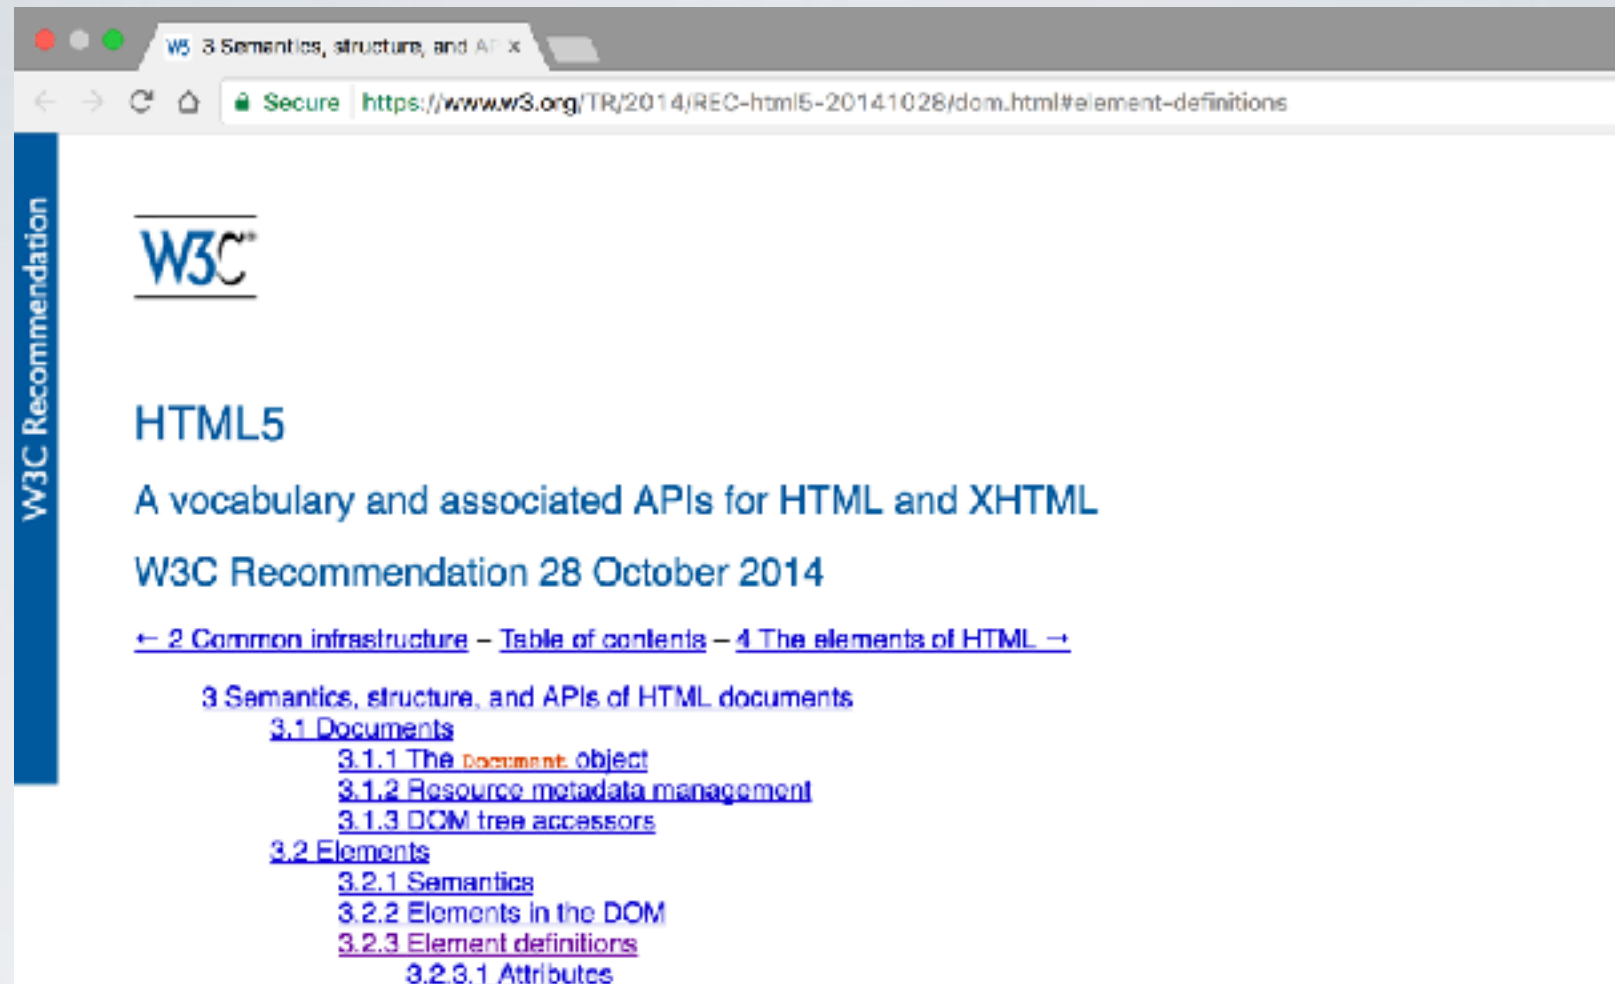 W3 3 Semantics, structure, and AP x
Secure https://www.w3.org/TR/2014/REC-html5-20141028/dom.html#element-definitions
W3C Recommendation
W3C®
HTML5
A vocabulary and associated APIs for HTML and XHTML
W3C Recommendation 28 October 2014
← 2 Common infrastructure – Table of contents – 4 The elements of HTML →
3 Semantics, structure, and APIs of HTML documents
3.1 Documents
3.1.1 The Document object
3.1.2 Resource metadata management
3.1.3 DOM tree accessors
3.2 Elements
3.2.1 Semantics
3.2.2 Elements in the DOM
3.2.3 Element definitions
3.2.3.1 Attributes